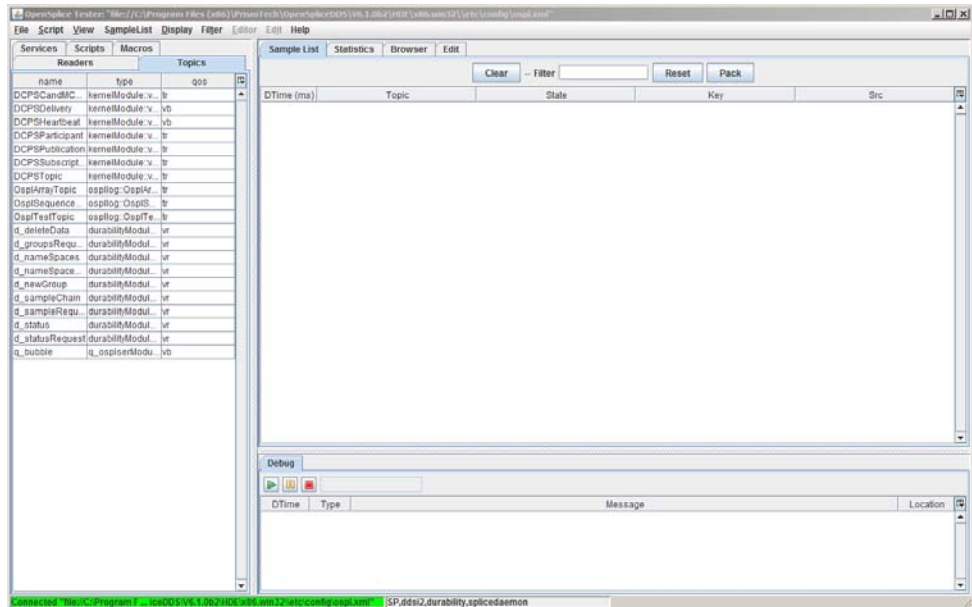 OpenSplice Tester: "file://C:\Program Files (x86)\PrismTech\OpenSpliceDDS\V6.1.0b2\HDE\x86.win32\etc\config\ospl.xml"
File Script View SampleList Display Filter Editor Edit Help
Services Scripts Macros
Readers Topics
name type qos
DCPSCandMC... kernelModule::v... tr
DCPSDelivery kernelModule::v... vb
DCPSHeartbeat kernelModule::v... vb
DCPSParticipant kernelModule::v... tr
DCPSPublication kernelModule::v... tr
DCPSSubscript... kernelModule::v... tr
DCPSTopic kernelModule::v... tr
OsplArrayTopic ospllog::OsplAr... tr
OsplSequence... ospllog::OsplS... tr
OsplTestTopic ospllog::OsplTe... tr
d_deleteData durabilityModul... vr
d_groupsRequ... durabilityModul... vr
d_nameSpaces durabilityModul... vr
d_nameSpace... durabilityModul... vr
d_newGroup durabilityModul... vr
d_sampleChain durabilityModul... vr
d_sampleRequ... durabilityModul... vr
d_status durabilityModul... vr
d_statusRequest durabilityModul... vr
q_bubble q_osplserModu... vb
Sample List Statistics Browser Edit
Clear -- Filter Reset Pack
DTime (ms) Topic State Key Src
Debug
DTime Type Message Location
Connected "file://C:\Program F ... iceDDS\V6.1.0b2\HDE\x86.win32\etc\config\ospl.xml" SP,ddsi2,durability,splicedaemon